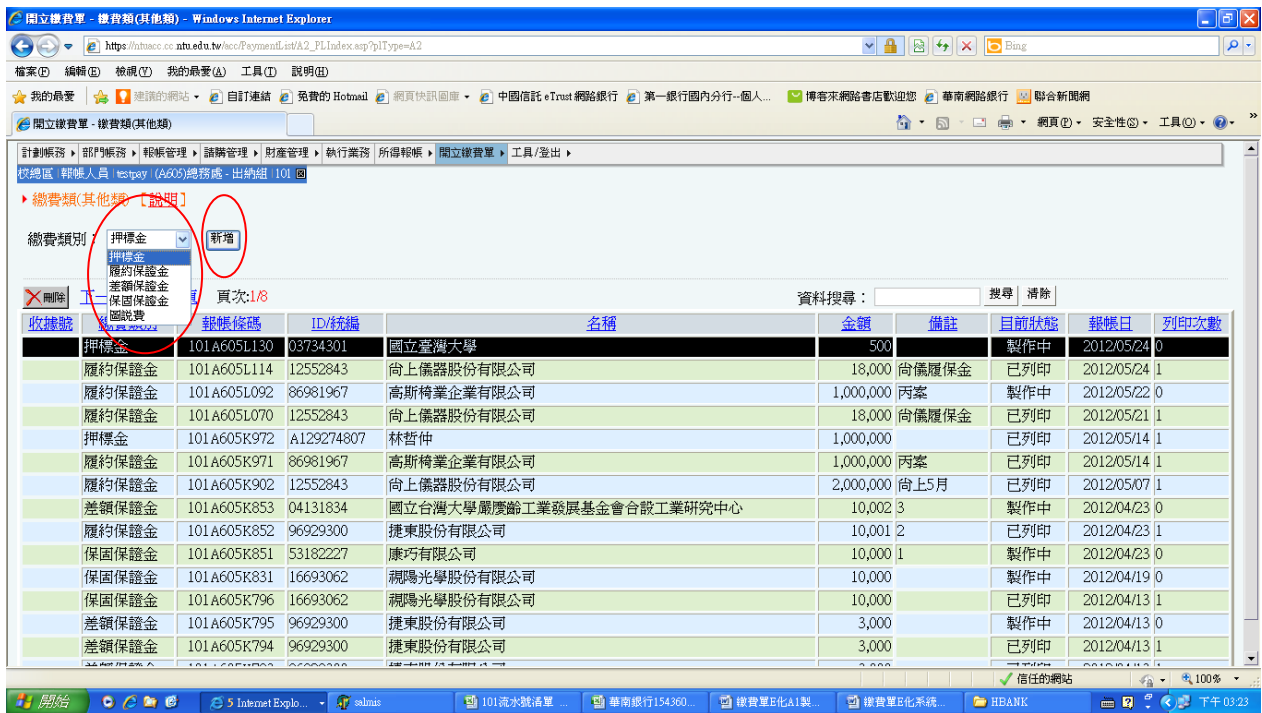 開立繳費單 - 繳費類(其他類) - Windows Internet Explorer
https://ntuacc.cc.ntu.edu.tw/acc/PaymentList/A2_PLIndex.asp?plType=A2
Bing
檔案(F) 編輯(E) 檢視(V) 我的最愛(A) 工具(T) 說明(H)
我的最愛 建議的網站 自訂連結 免費的 Hotmail 網頁快訊圖庫 中國信託 eTrust 網路銀行 第一銀行國內分行--個人... 博客來網路書店歡迎您 華南網路銀行 聯合新聞網
開立繳費單 - 繳費類(其他類) 網頁(P) 安全性(S) 工具(O) »
計劃帳務 部門帳務 報帳管理 請購管理 財產管理 執行業務 所得報帳 開立繳費單 工具/登出
校總區 | 報帳人員 | testpay | (A605)總務處 - 出納組 | 101
繳費類(其他類) [說明]
繳費類別: 押標金 新增
押標金
履約保證金
差額保證金
保固保證金
圖說費
刪除 下一 頁次:1/8 資料搜尋: 搜尋 清除
收據號 繳費類別 報帳條碼 ID/統編 名稱 金額 備註 目前狀態 報帳日 列印次數
押標金 101A605L130 03734301 國立臺灣大學 500 製作中 2012/05/24 0
履約保證金 101A605L114 12552843 尙上儀器股份有限公司 18,000 尙儀履保金 已列印 2012/05/24 1
履約保證金 101A605L092 86981967 高斯椅業企業有限公司 1,000,000 丙案 製作中 2012/05/22 0
履約保證金 101A605L070 12552843 尙上儀器股份有限公司 18,000 尙儀履保金 已列印 2012/05/21 1
押標金 101A605K972 A129274807 林哲仲 1,000,000 已列印 2012/05/14 1
履約保證金 101A605K971 86981967 高斯椅業企業有限公司 1,000,000 丙案 已列印 2012/05/14 1
履約保證金 101A605K902 12552843 尙上儀器股份有限公司 2,000,000 尙上5月 已列印 2012/05/07 1
差額保證金 101A605K853 04131834 國立台灣大學嚴慶齡工業發展基金會合設工業研究中心 10,002 3 製作中 2012/04/23 0
履約保證金 101A605K852 96929300 捷東股份有限公司 10,001 2 已列印 2012/04/23 1
保固保證金 101A605K851 53182227 康巧有限公司 10,000 1 製作中 2012/04/23 0
保固保證金 101A605K831 16693062 視陽光學股份有限公司 10,000 製作中 2012/04/19 0
保固保證金 101A605K796 16693062 視陽光學股份有限公司 10,000 已列印 2012/04/13 1
差額保證金 101A605K795 96929300 捷東股份有限公司 3,000 製作中 2012/04/13 0
差額保證金 101A605K794 96929300 捷東股份有限公司 3,000 已列印 2012/04/13 1
信任的網站 100%
開始 5 Internet Explo... salmis 101流水號清單 ... 華南銀行154360... 繳費單E化A1製... 繳費單E化系統... HBANK 下午 03:23